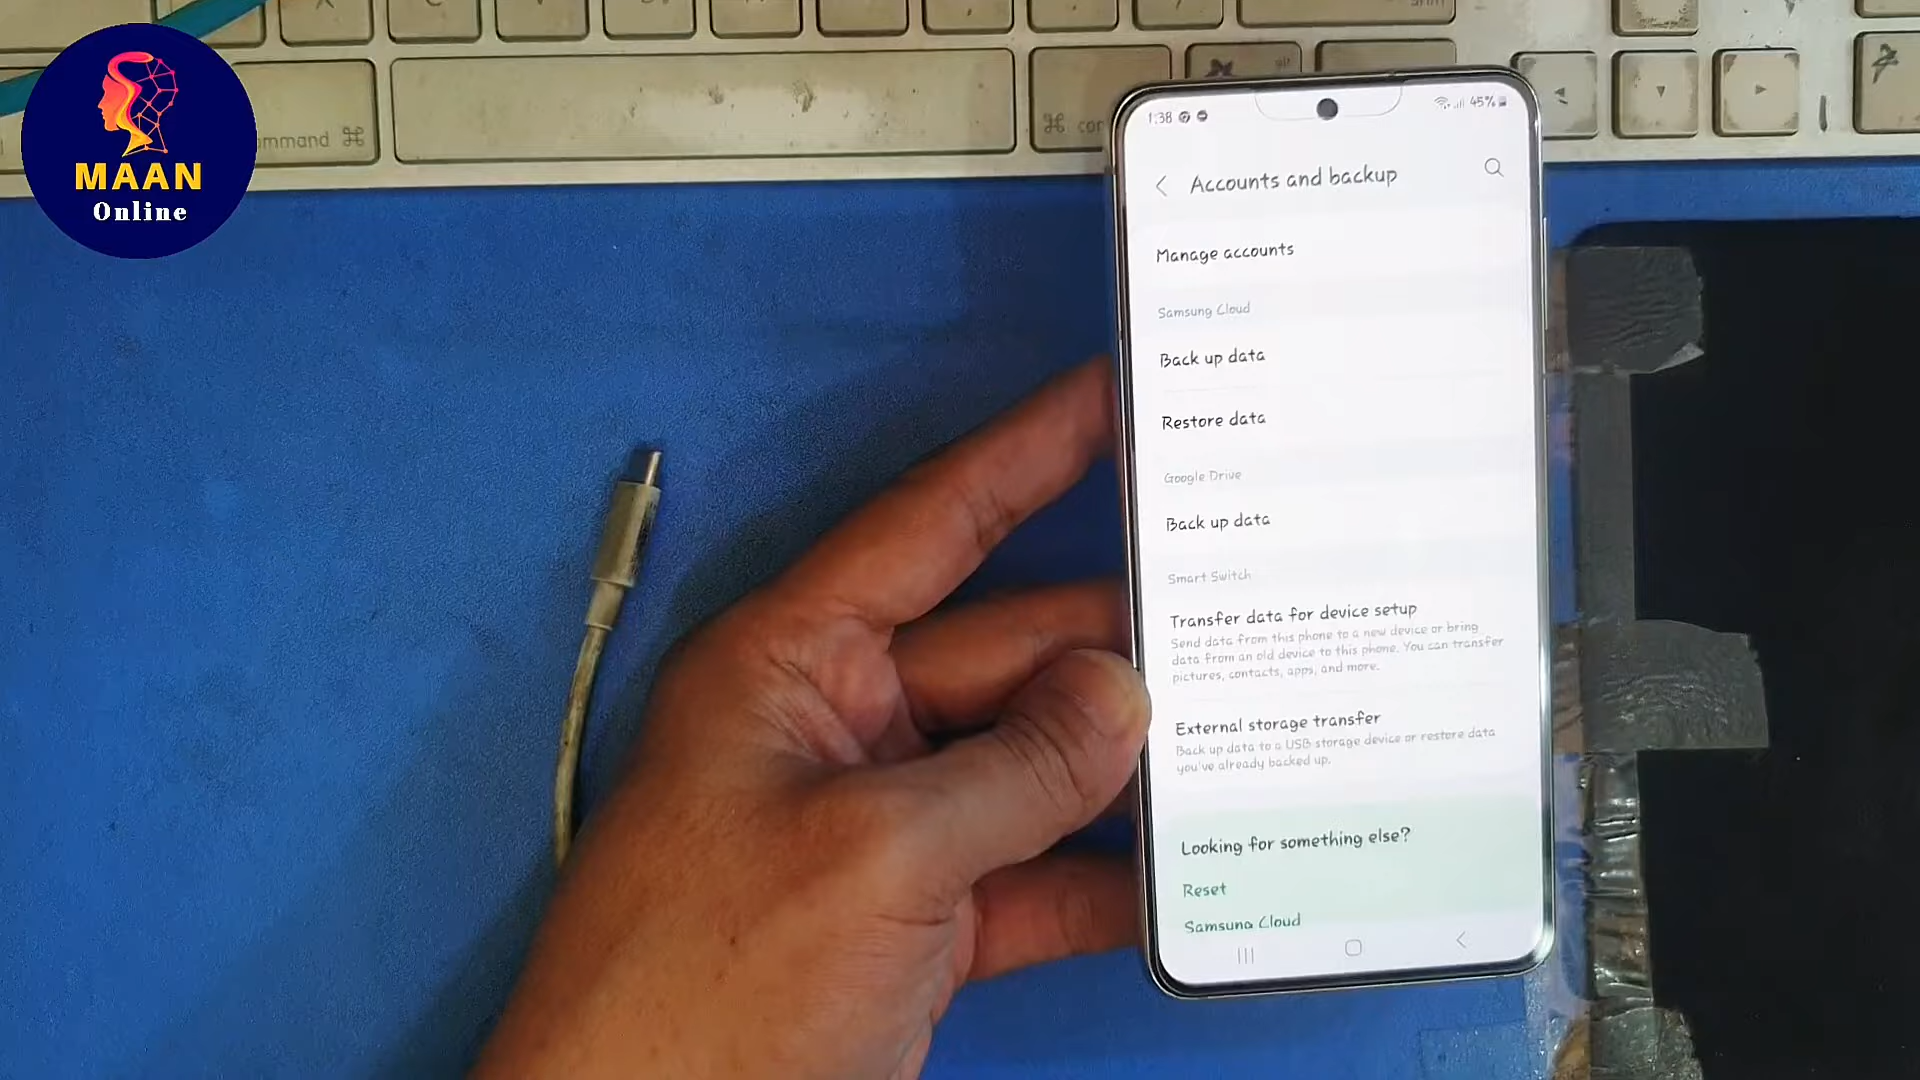 MAAN
Online
mmand ⌘
⌘ co
alt
1:38
45%
Accounts and backup
Manage accounts
Samsung Cloud
Back up data
Restore data
Google Drive
Back up data
Smart Switch
Transfer data for device setup
Send data from this phone to a new device or bring
data from an old device to this phone. You can transfer
pictures, contacts, apps, and more.
External storage transfer
Back up data to a USB storage device or restore data
you've already backed up.
Looking for something else?
Reset
Samsung Cloud